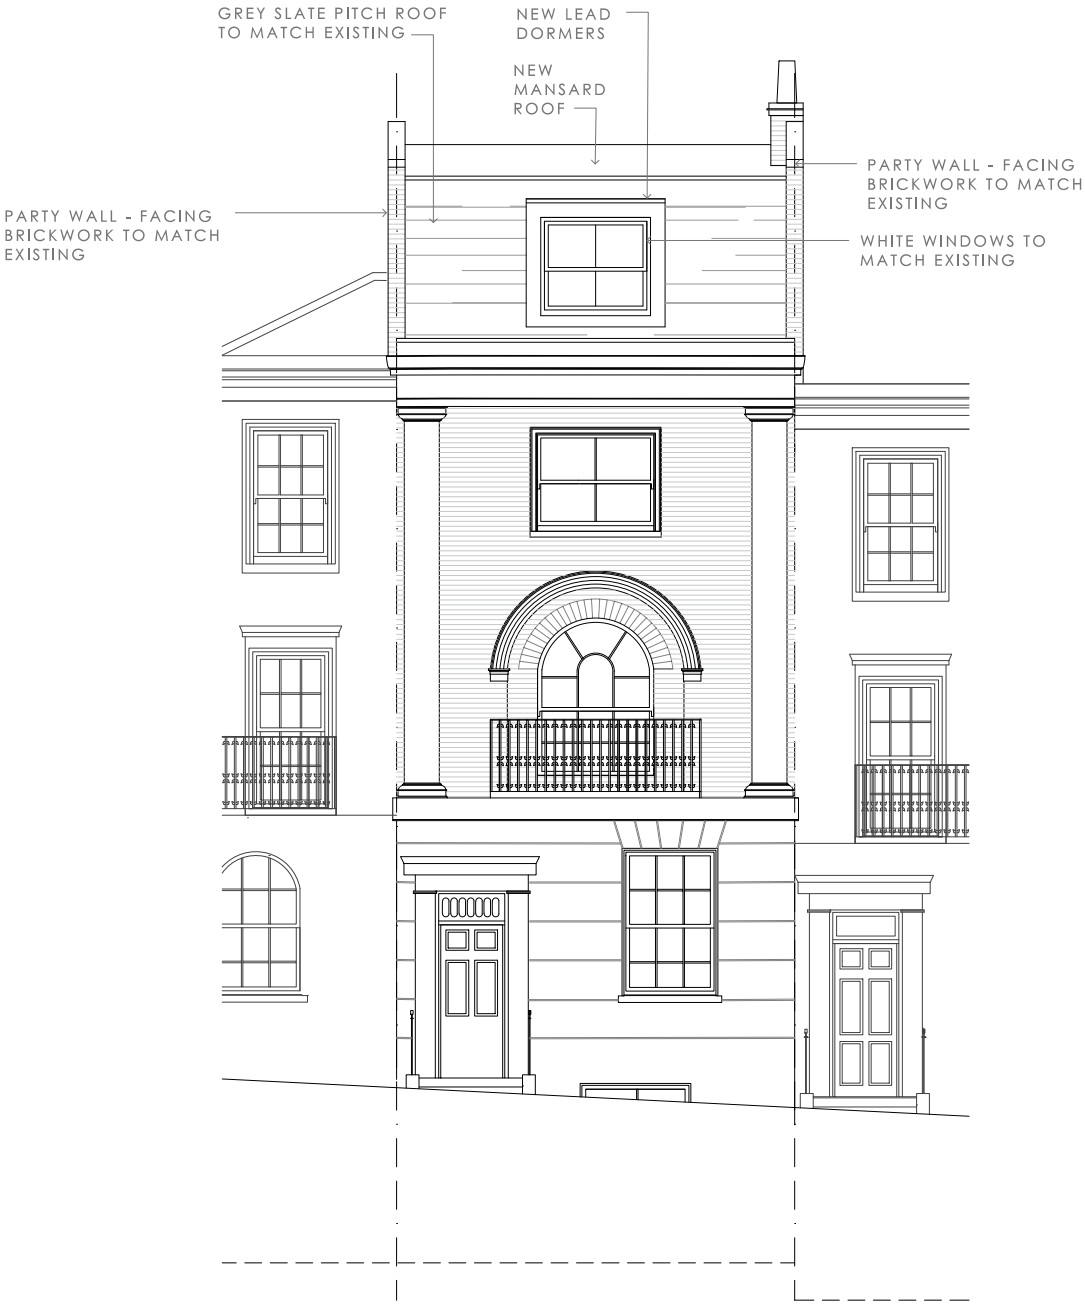 GREY SLATE PITCH ROOF
TO MATCH EXISTING
NEW LEAD
DORMERS
NEW
MANSARD
ROOF
PARTY WALL - FACING
BRICKWORK TO MATCH
EXISTING
PARTY WALL - FACING
BRICKWORK TO MATCH
EXISTING
WHITE WINDOWS TO
MATCH EXISTING